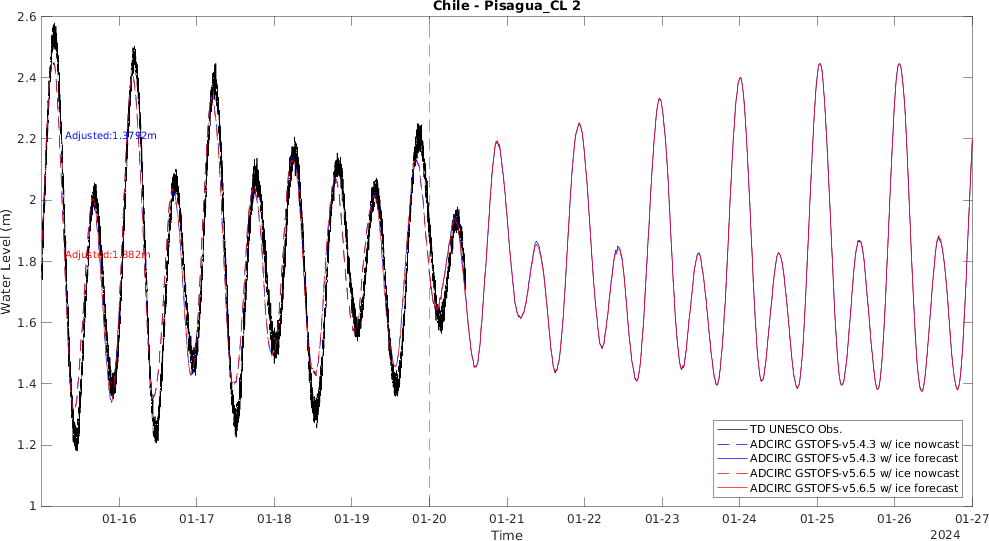 Chile - Pisagua_CL 2
2.6
2.4
2.2
2
1.8
1.6
1.4
1.2
1
Water Level (m)
Adjusted:1.3792m
Adjusted:1.382m
TD UNESCO Obs.
ADCIRC GSTOFS-v5.4.3 w/ ice nowcast
ADCIRC GSTOFS-v5.4.3 w/ ice forecast
ADCIRC GSTOFS-v5.6.5 w/ ice nowcast
ADCIRC GSTOFS-v5.6.5 w/ ice forecast
01-16 01-17 01-18 01-19 01-20 01-21 01-22 01-23 01-24 01-25 01-26 01-27
Time
2024